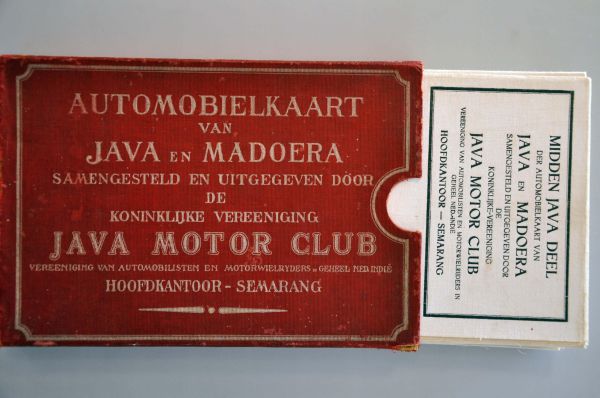 AUTOMOBIELKAART
VAN
JAVA EN MADOERA
SAMENGESTELD EN UITGEGEVEN DÖÖR
DE
KONINKLIJKE VEREENIGING
JAVA MOTOR CLUB
VEREENIGING VAN AUTOMOBILISTEN EN MOTORWIELRYDERS IN GEHEEL NED INDIË
HOOFDKANTOOR - SEMARANG
MIDDEN JAVA DEEL
DER AUTOMOBIELKAART VAN
JAVA EN MADOERA
SAMENGESTELD EN UITGEGEVEN DOOR
DE
KONINKLIJKE-VEREENIGING
JAVA MOTOR CLUB
VEREENIGING VAN AUTOMOBILISTEN EN MOTORWIELRIJDERS IN
GEHEEL NED-INDIE
HOOFDKANTOOR — SEMARANG